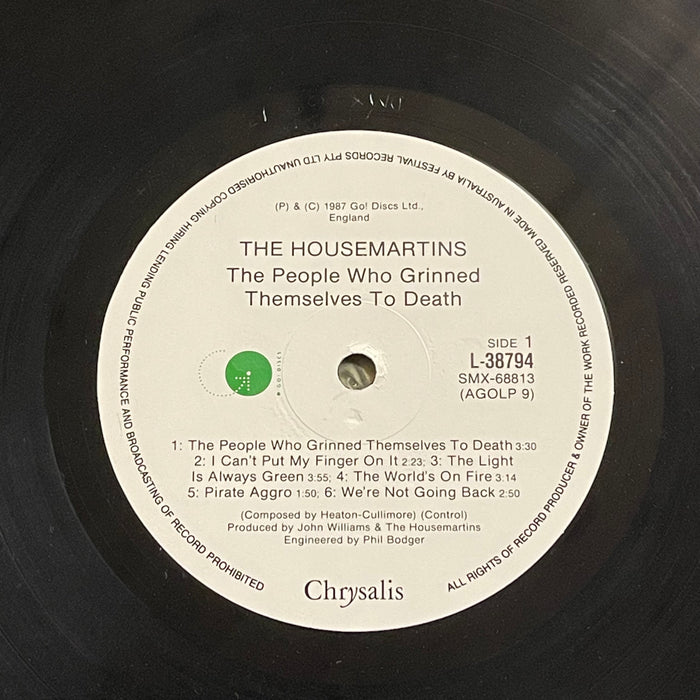 MADE IN AUSTRALIA BY FESTIVAL RECORDS PTY LTD UNAUTHORISED COPYING HIRING LENDING PUBLIC PERFORMANCE AND BROADCASTING OF RECORD PROHIBITED
ALL RIGHTS OF RECORD PRODUCER & OWNER OF THE WORK RECORDED RESERVED
(P) & (C) 1987 Go! Discs Ltd.,
England
THE HOUSEMARTINS
The People Who Grinned
Themselves To Death
GO! DISCS
SIDE 1
L-38794
SMX-68813
(AGOLP 9)
1: The People Who Grinned Themselves To Death 3:30
2: I Can't Put My Finger On It 2.23; 3: The Light
Is Always Green 3:55; 4: The World's On Fire 3:14
5: Pirate Aggro 1:50; 6: We're Not Going Back 2:50
(Composed by Heaton-Cullimore) (Control)
Produced by John Williams & The Housemartins
Engineered by Phil Bodger
Chrysalis